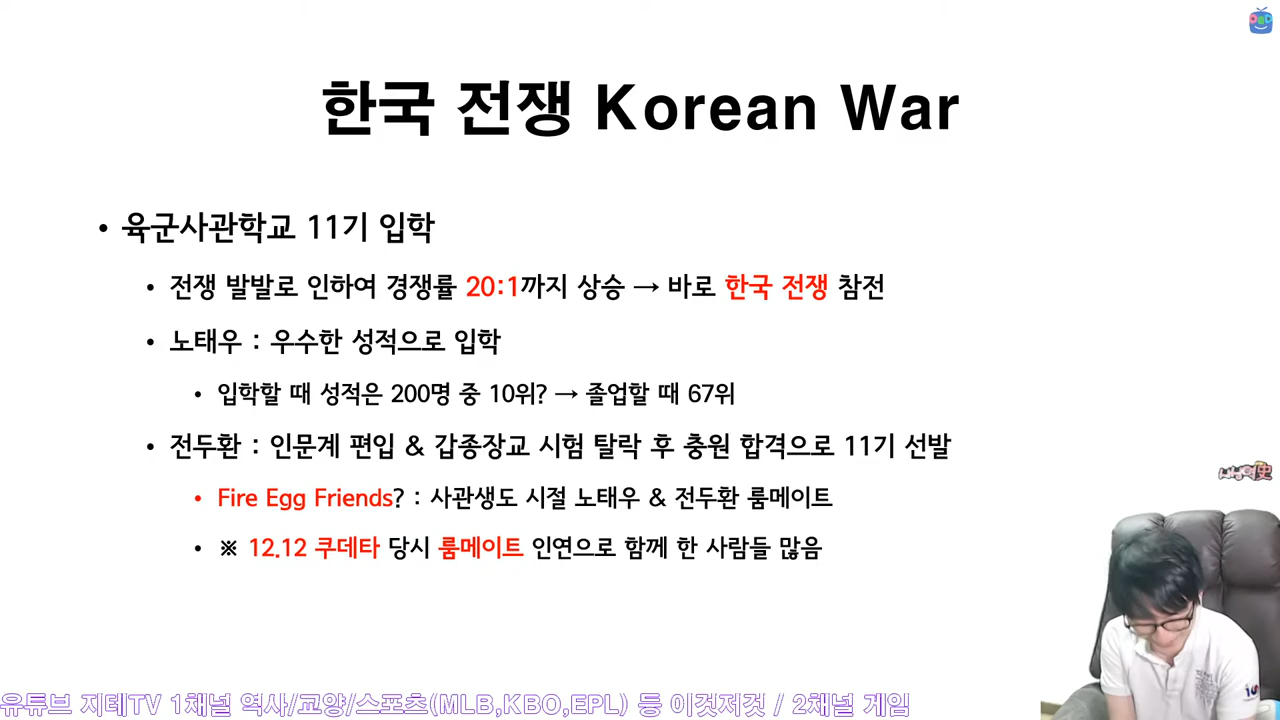 한국 전쟁 Korean War
• 육군사관학교 11기 입학
• 전쟁 발발로 인하여 경쟁률 20:1까지 상승 → 바로 한국 전쟁 참전
• 노태우 : 우수한 성적으로 입학
• 입학할 때 성적은 200명 중 10위? → 졸업할 때 67위
• 전두환 : 인문계 편입 & 갑종장교 시험 탈락 후 충원 합격으로 11기 선발
• Fire Egg Friends? : 사관생도 시절 노태우 & 전두환 룸메이트
• ※ 12.12 쿠데타 당시 룸메이트 인연으로 함께 한 사람들 많음
유튜브 지테TV 1채널 역사/교양/스포츠(MLB,KBO,EPL) 등 이것저것 / 2채널 게임